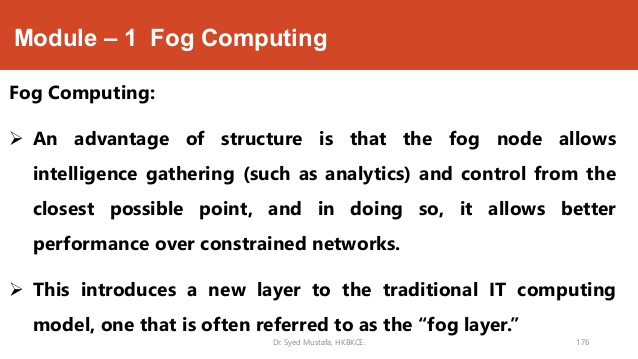 Module – 1 Fog Computing
Fog Computing:
➢ An advantage of structure is that the fog node allows
intelligence gathering (such as analytics) and control from the
closest possible point, and in doing so, it allows better
performance over constrained networks.
➢ This introduces a new layer to the traditional IT computing
model, one that is often referred to as the “fog layer.”
Dr. Syed Mustafa, HKBKCE. 176